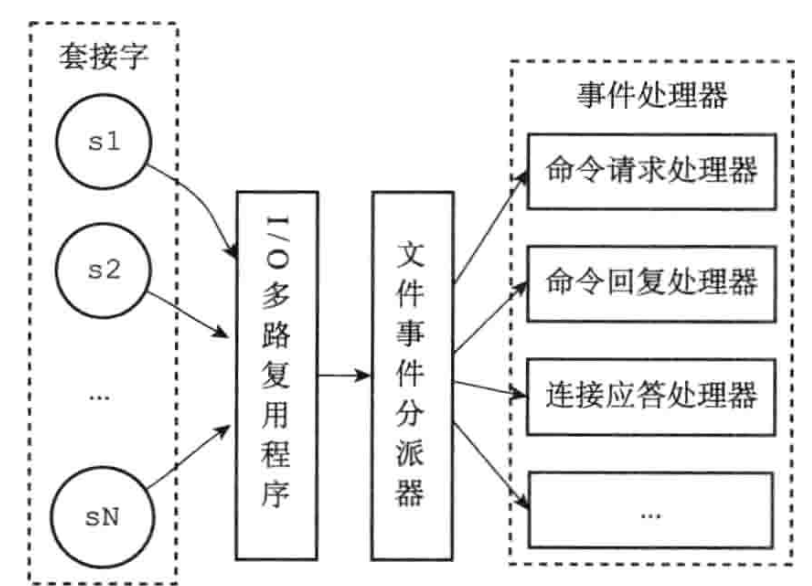 套接字
s1
s2
...
sN
I/O多路复用程序
文件事件分派器
事件处理器
命令请求处理器
命令回复处理器
连接应答处理器
...